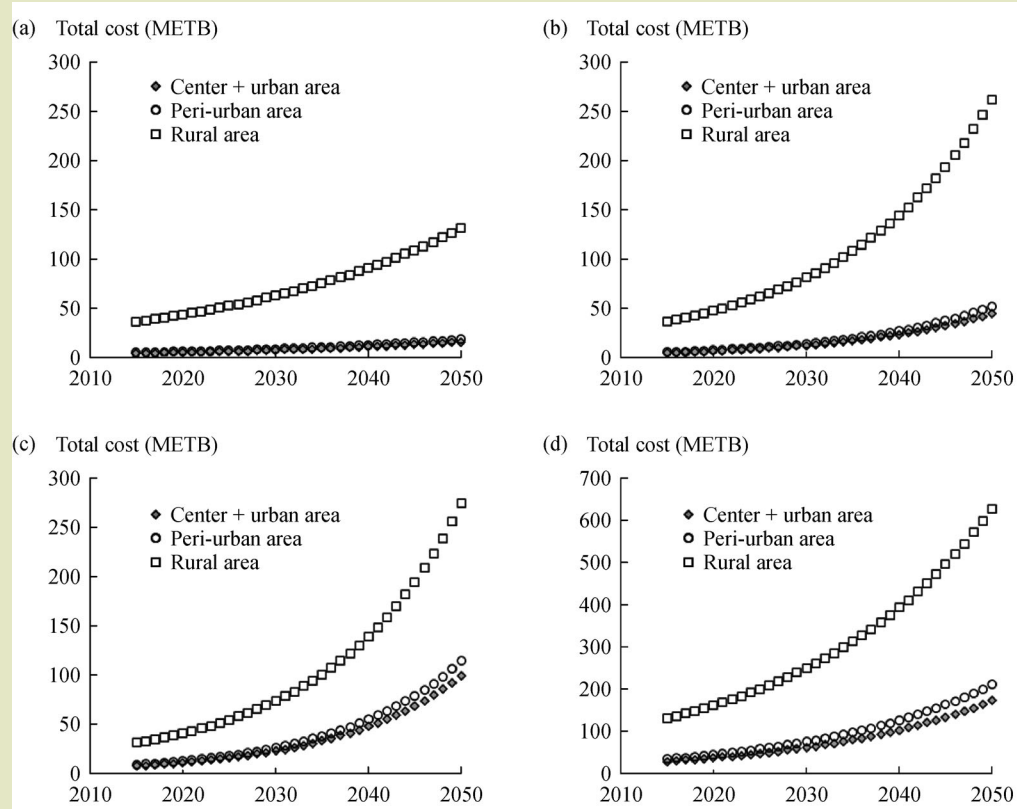 (a) Total cost (METB)
300
250
200
150
100
50
0
2010 2020 2030 2040 2050
Center + urban area
Peri-urban area
Rural area
(b) Total cost (METB)
300
250
200
150
100
50
0
2010 2020 2030 2040 2050
Center + urban area
Peri-urban area
Rural area
(c) Total cost (METB)
300
250
200
150
100
50
0
2010 2020 2030 2040 2050
Center + urban area
Peri-urban area
Rural area
(d) Total cost (METB)
700
600
500
400
300
200
100
0
2010 2020 2030 2040 2050
Center + urban area
Peri-urban area
Rural area